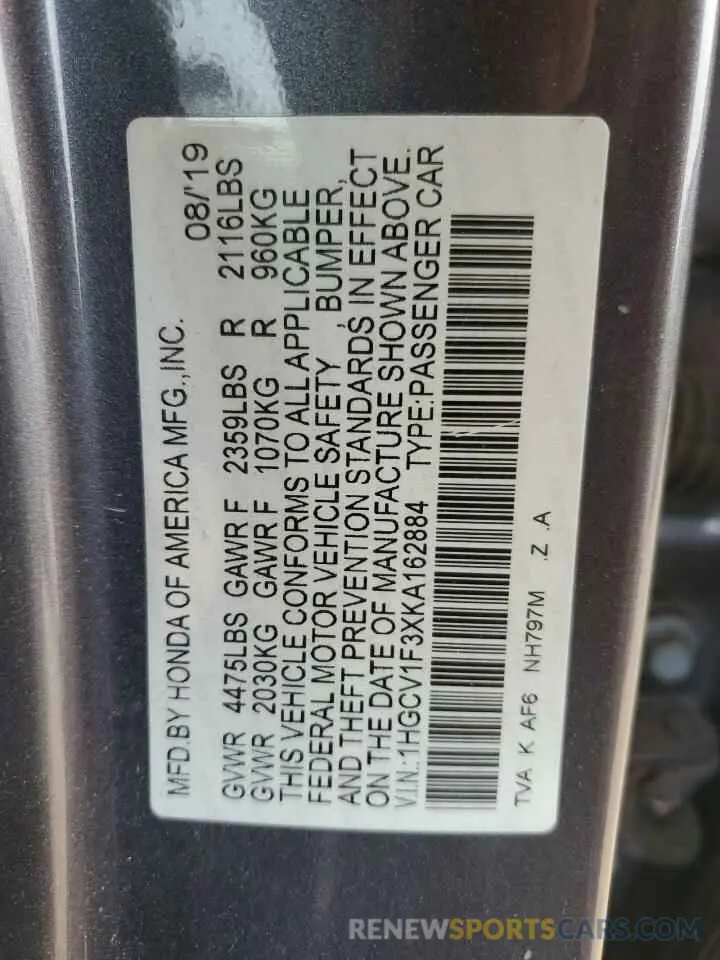 MFD.BY HONDA OF AMERICA MFG.,INC. 08/'19
GVWR 4475LBS GAWR F 2359LBS R 2116LBS
GVWR 2030KG GAWR F 1070KG R 960KG
THIS VEHICLE CONFORMS TO ALL APPLICABLE
FEDERAL MOTOR VEHICLE SAFETY , BUMPER,
AND THEFT PREVENTION STANDARDS IN EFFECT
ON THE DATE OF MANUFACTURE SHOWN ABOVE.
V.I.N.:1HGCV1F3XKA162884 TYPE:PASSENGER CAR
TVA K AF6 NH797M .Z .A
RENEWSPORTSCARS.COM